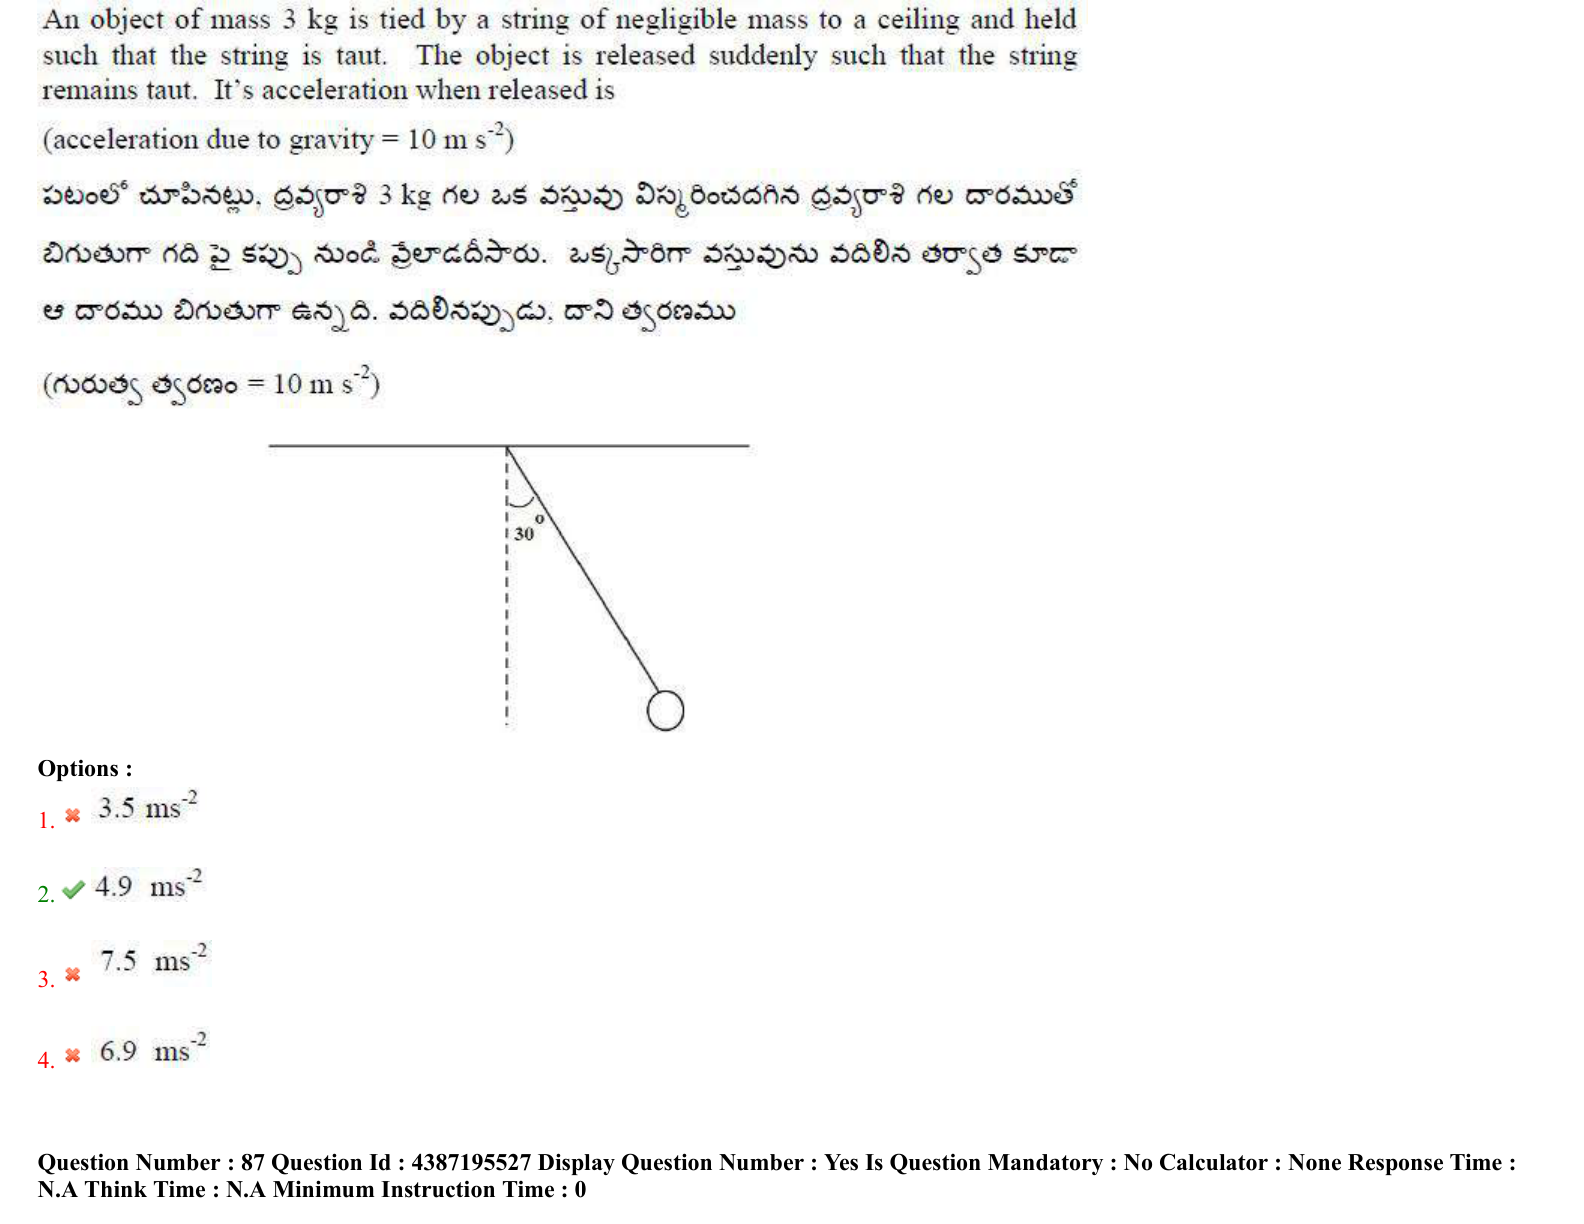 An object of mass 3 kg is tied by a string of negligible mass to a ceiling and held
such that the string is taut. The object is released suddenly such that the string
remains taut. It's acceleration when released is
(acceleration due to gravity = 10 m s⁻²)
పటంలో చూపినట్లు, ద్రవ్యరాశి 3 kg గల ఒక వస్తువు విస్మరించదగిన ద్రవ్యరాశి గల దారముతో
బిగుతుగా గది పై కప్పు నుండి వ్రేలాడదీసారు. ఒక్కసారిగా వస్తువును వదిలిన తర్వాత కూడా
ఆ దారము బిగుతుగా ఉన్నది. వదిలినప్పుడు, దాని త్వరణము
(గురుత్వ త్వరణం = 10 m s⁻²)
30°
Options :
1. 3.5 ms⁻²
2. 4.9 ms⁻²
3. 7.5 ms⁻²
4. 6.9 ms⁻²
Question Number : 87 Question Id : 4387195527 Display Question Number : Yes Is Question Mandatory : No Calculator : None Response Time :
N.A Think Time : N.A Minimum Instruction Time : 0